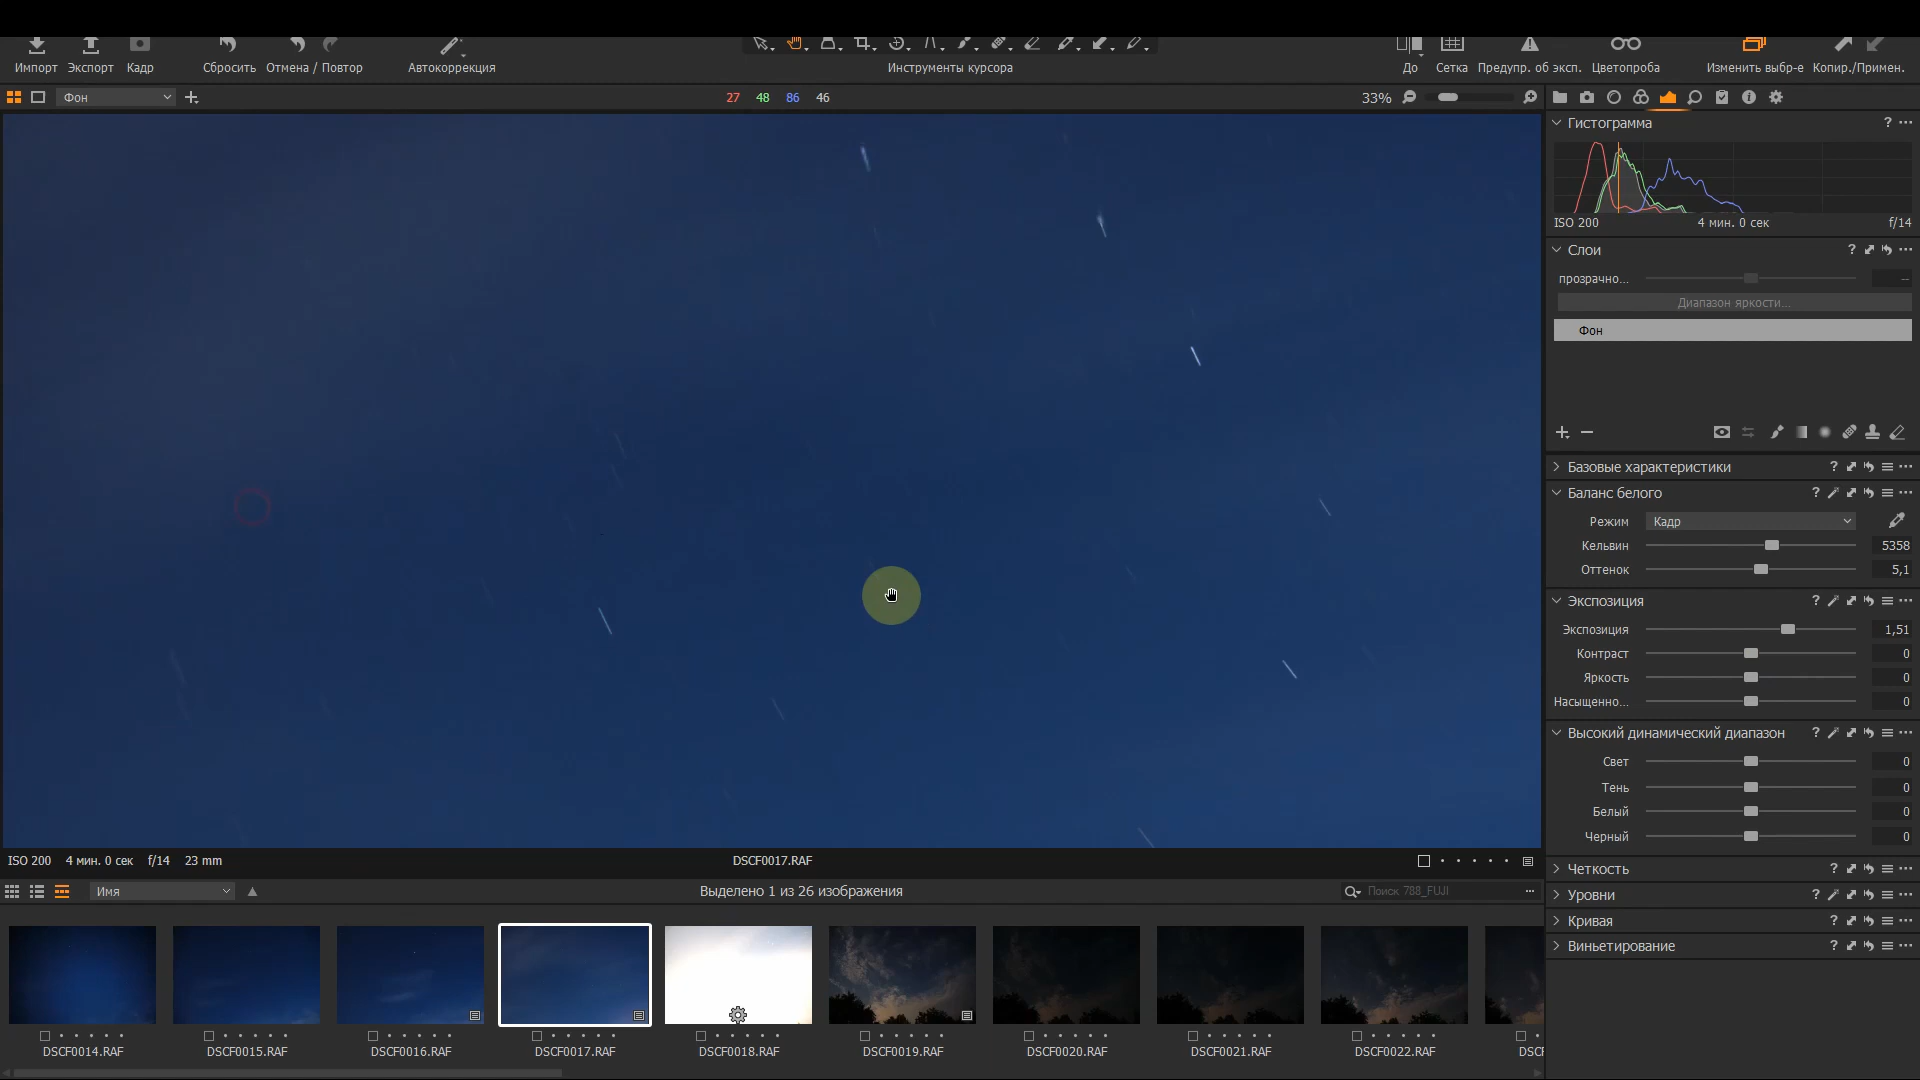 Импорт Экспорт Кадр Сбросить Отмена / Повтор Автокоррекция Инструменты курсора До Сетка Предупр. об эксп. Цветопроба Изменить выбр-е Копир./Примен.
Фон 27 48 86 46 33%
Гистограмма ?
ISO 200 4 мин. 0 сек f/14
Слои ?
прозрачно... --
Диапазон яркости...
Фон
Базовые характеристики ?
Баланс белого ?
Режим Кадр
Кельвин 5358
Оттенок 5,1
Экспозиция ?
Экспозиция 1,51
Контраст 0
Яркость 0
Насыщенно... 0
Высокий динамический диапазон ?
Свет 0
Тень 0
Белый 0
Черный 0
Четкость ?
Уровни ?
Кривая ?
Виньетирование ?
ISO 200 4 мин. 0 сек f/14 23 mm DSCF0017.RAF
Имя Выделено 1 из 26 изображения Поиск 788_FUJI
DSCF0014.RAF DSCF0015.RAF DSCF0016.RAF DSCF0017.RAF DSCF0018.RAF DSCF0019.RAF DSCF0020.RAF DSCF0021.RAF DSCF0022.RAF DSCF